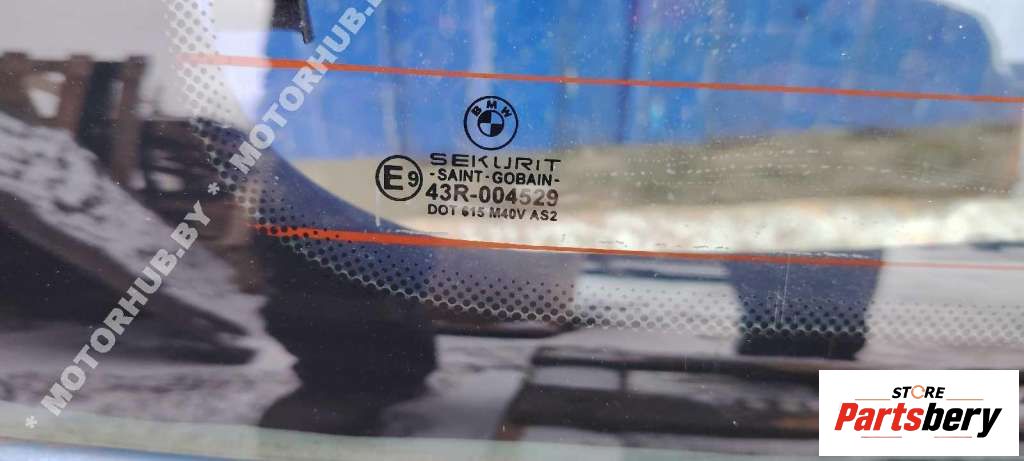 * MOTORHUB.BY * MOTORHUB.BY
BMW
SEKURIT
-SAINT-GOBAIN-
E9
43R-004529
DOT 615 M40V AS2
STORE
Partsbery